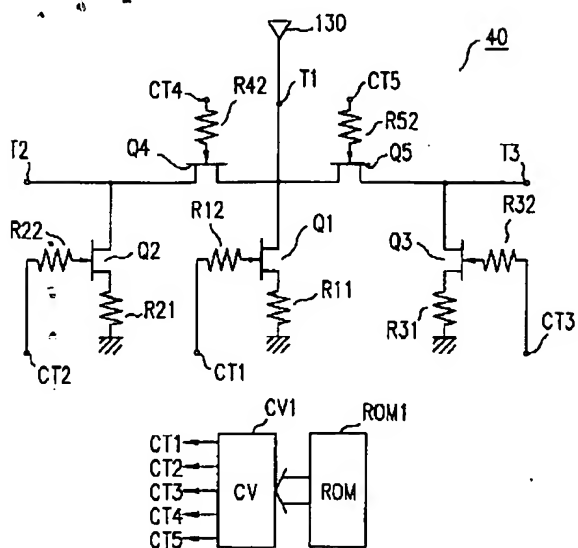 130
40
CT4
R42
T1
CT5
R52
T2
Q4
Q5
T3
R22
R12
R32
Q2
Q1
Q3
R21
R11
R31
CT2
CT1
CT3
CV1
ROM1
CT1
CT2
CT3
CT4
CT5
CV
ROM